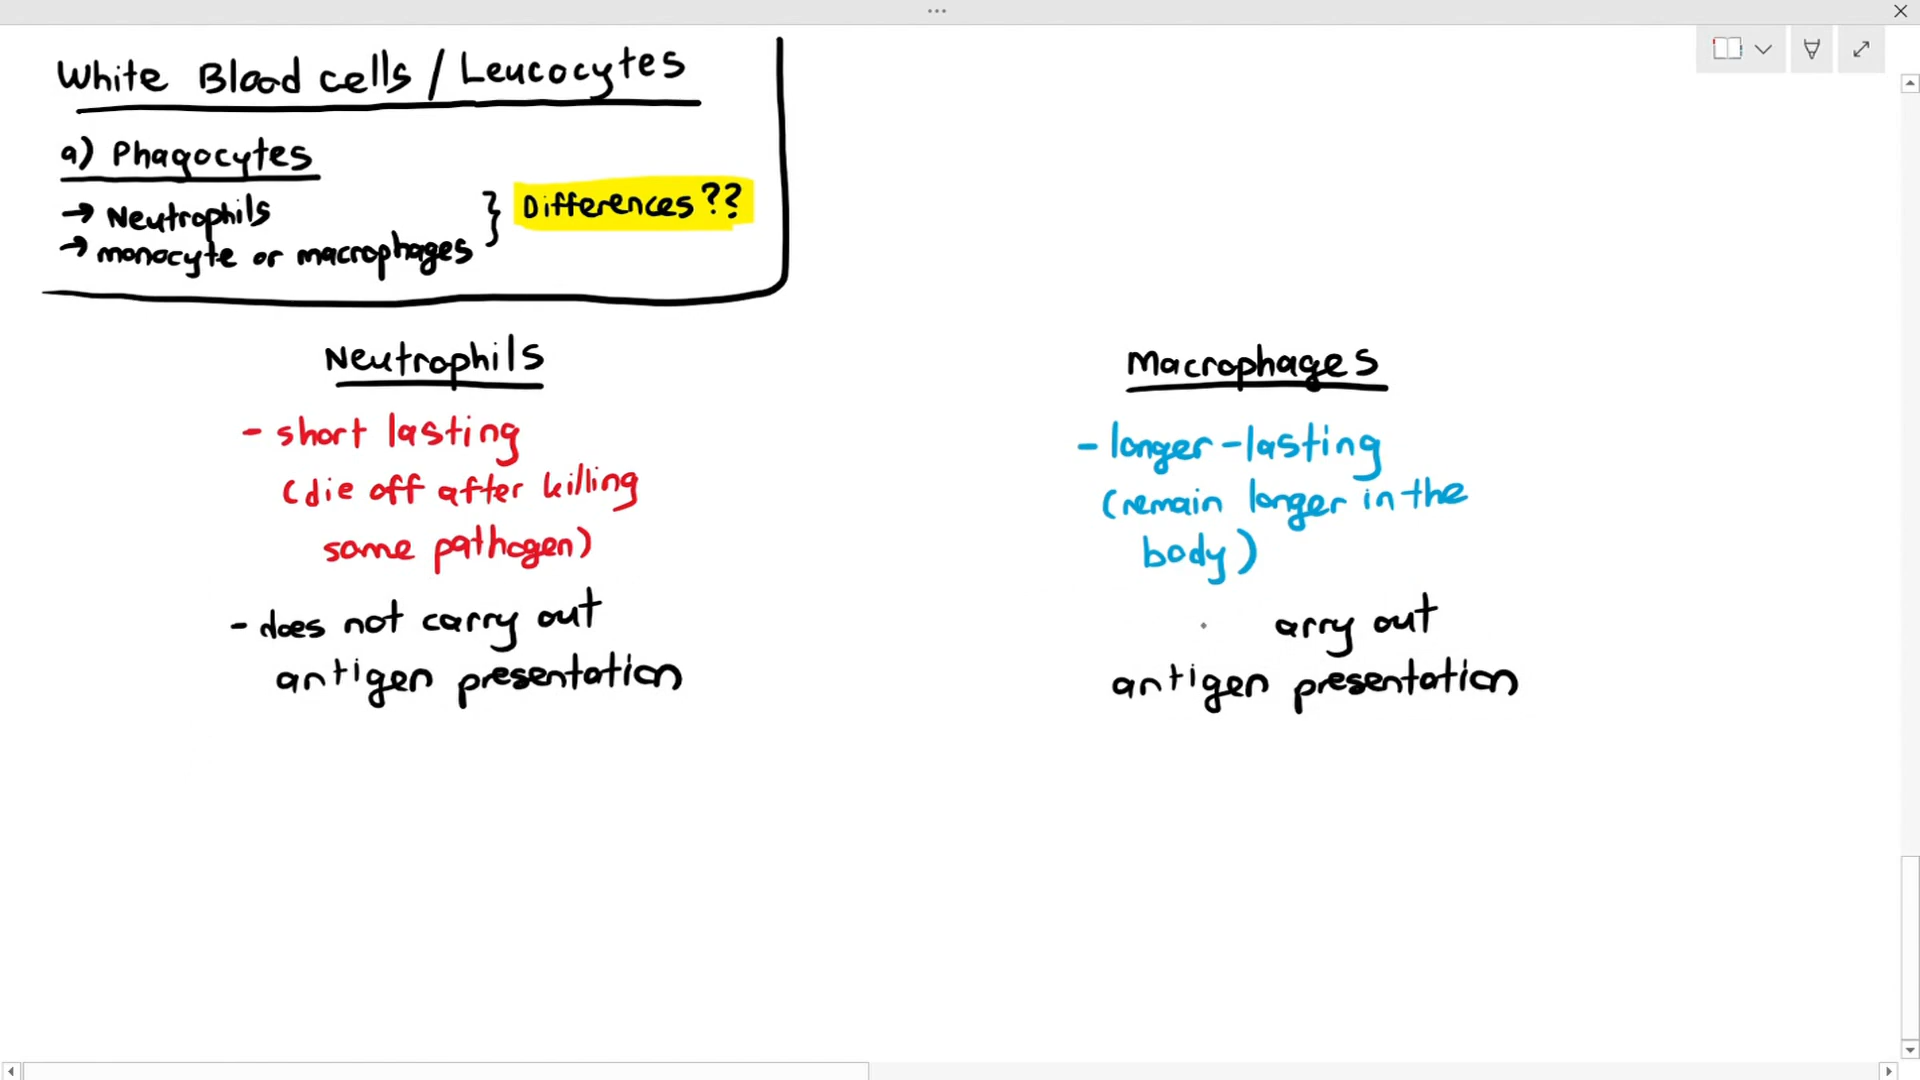 White Blood cells / Leucocytes
a) Phagocytes
→ Neutrophils
→ monocyte or macrophages } Differences??
Neutrophils
- short lasting
(die off after killing
some pathogen)
- does not carry out
antigen presentation
Macrophages
- longer-lasting
(remain longer in the
body)
arry out
antigen presentation